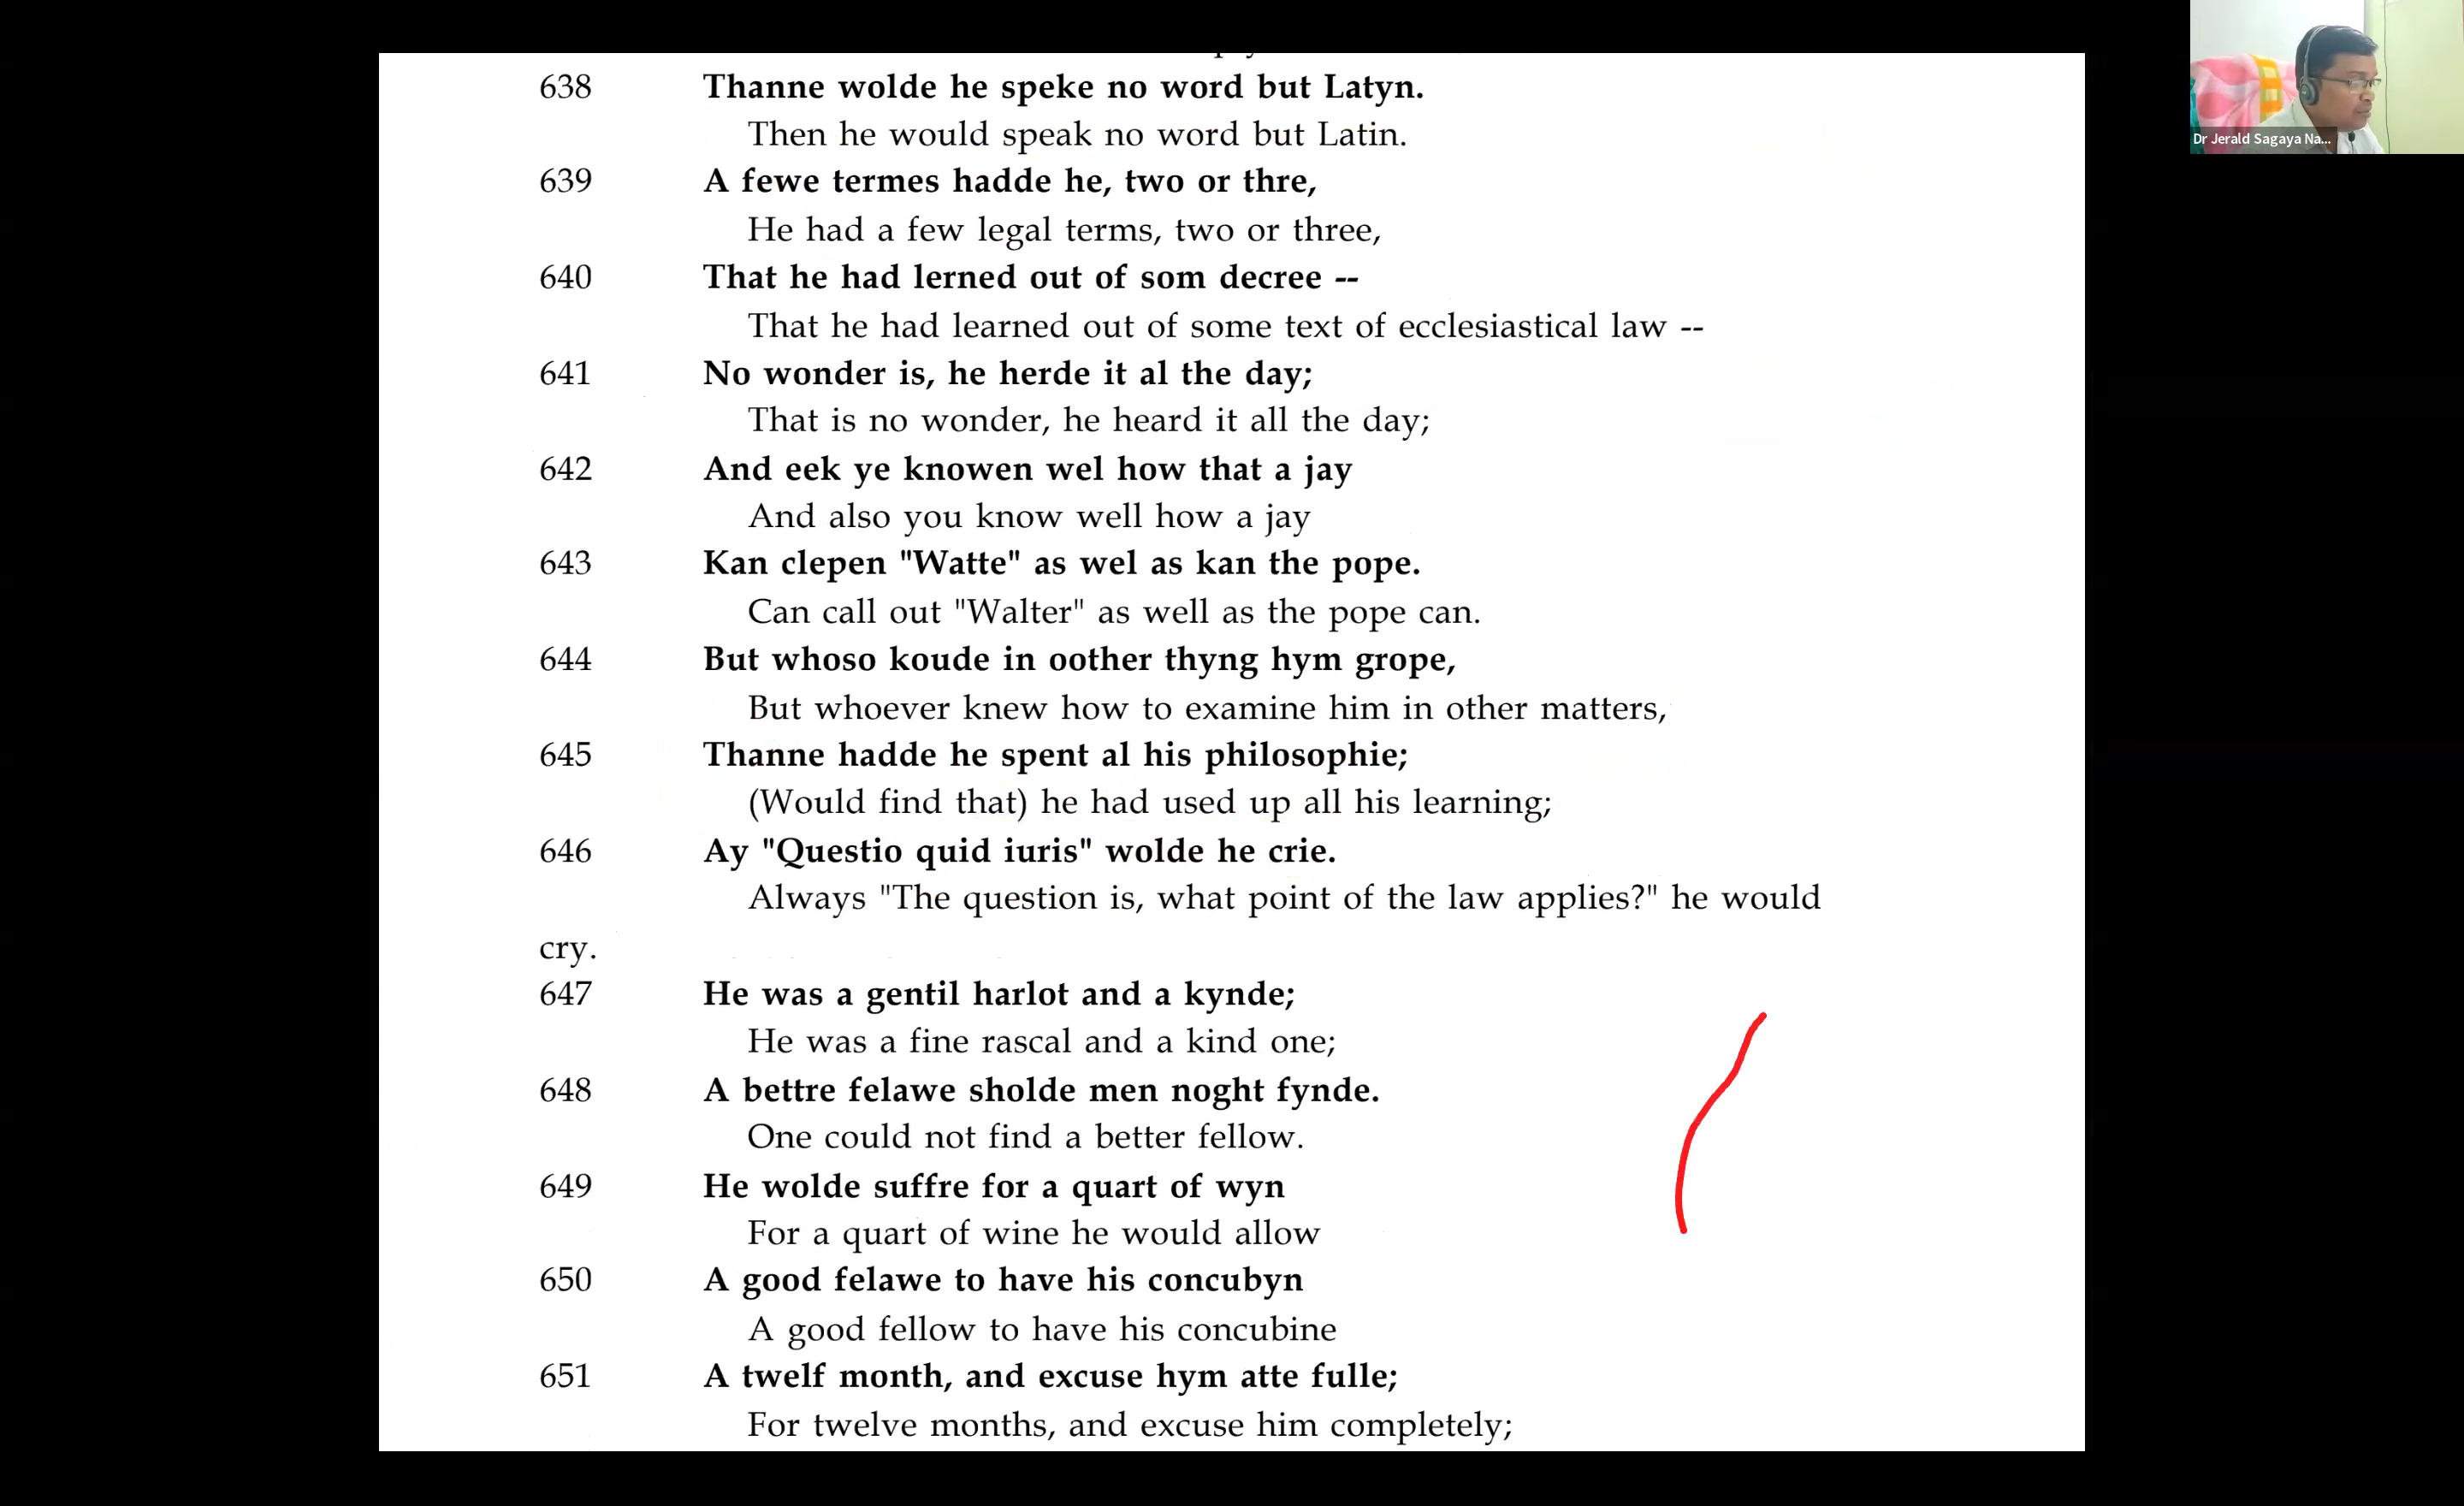 638 Thanne wolde he speke no word but Latyn.
Then he would speak no word but Latin.
639 A fewe termes hadde he, two or thre,
He had a few legal terms, two or three,
640 That he had lerned out of som decree --
That he had learned out of some text of ecclesiastical law --
641 No wonder is, he herde it al the day;
That is no wonder, he heard it all the day;
642 And eek ye knowen wel how that a jay
And also you know well how a jay
643 Kan clepen "Watte" as wel as kan the pope.
Can call out "Walter" as well as the pope can.
644 But whoso koude in oother thyng hym grope,
But whoever knew how to examine him in other matters,
645 Thanne hadde he spent al his philosophie;
(Would find that) he had used up all his learning;
646 Ay "Questio quid iuris" wolde he crie.
Always "The question is, what point of the law applies?" he would
cry.
647 He was a gentil harlot and a kynde;
He was a fine rascal and a kind one;
648 A bettre felawe sholde men noght fynde.
One could not find a better fellow.
649 He wolde suffre for a quart of wyn
For a quart of wine he would allow
650 A good felawe to have his concubyn
A good fellow to have his concubine
651 A twelf month, and excuse hym atte fulle;
For twelve months, and excuse him completely;
Dr Jerald Sagaya Na...